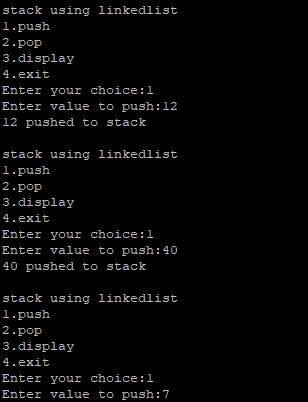 stack using linkedlist
1.push
2.pop
3.display
4.exit
Enter your choice:1
Enter value to push:12
12 pushed to stack
stack using linkedlist
1.push
2.pop
3.display
4.exit
Enter your choice:1
Enter value to push:40
40 pushed to stack
stack using linkedlist
1.push
2.pop
3.display
4.exit
Enter your choice:1
Enter value to push:7